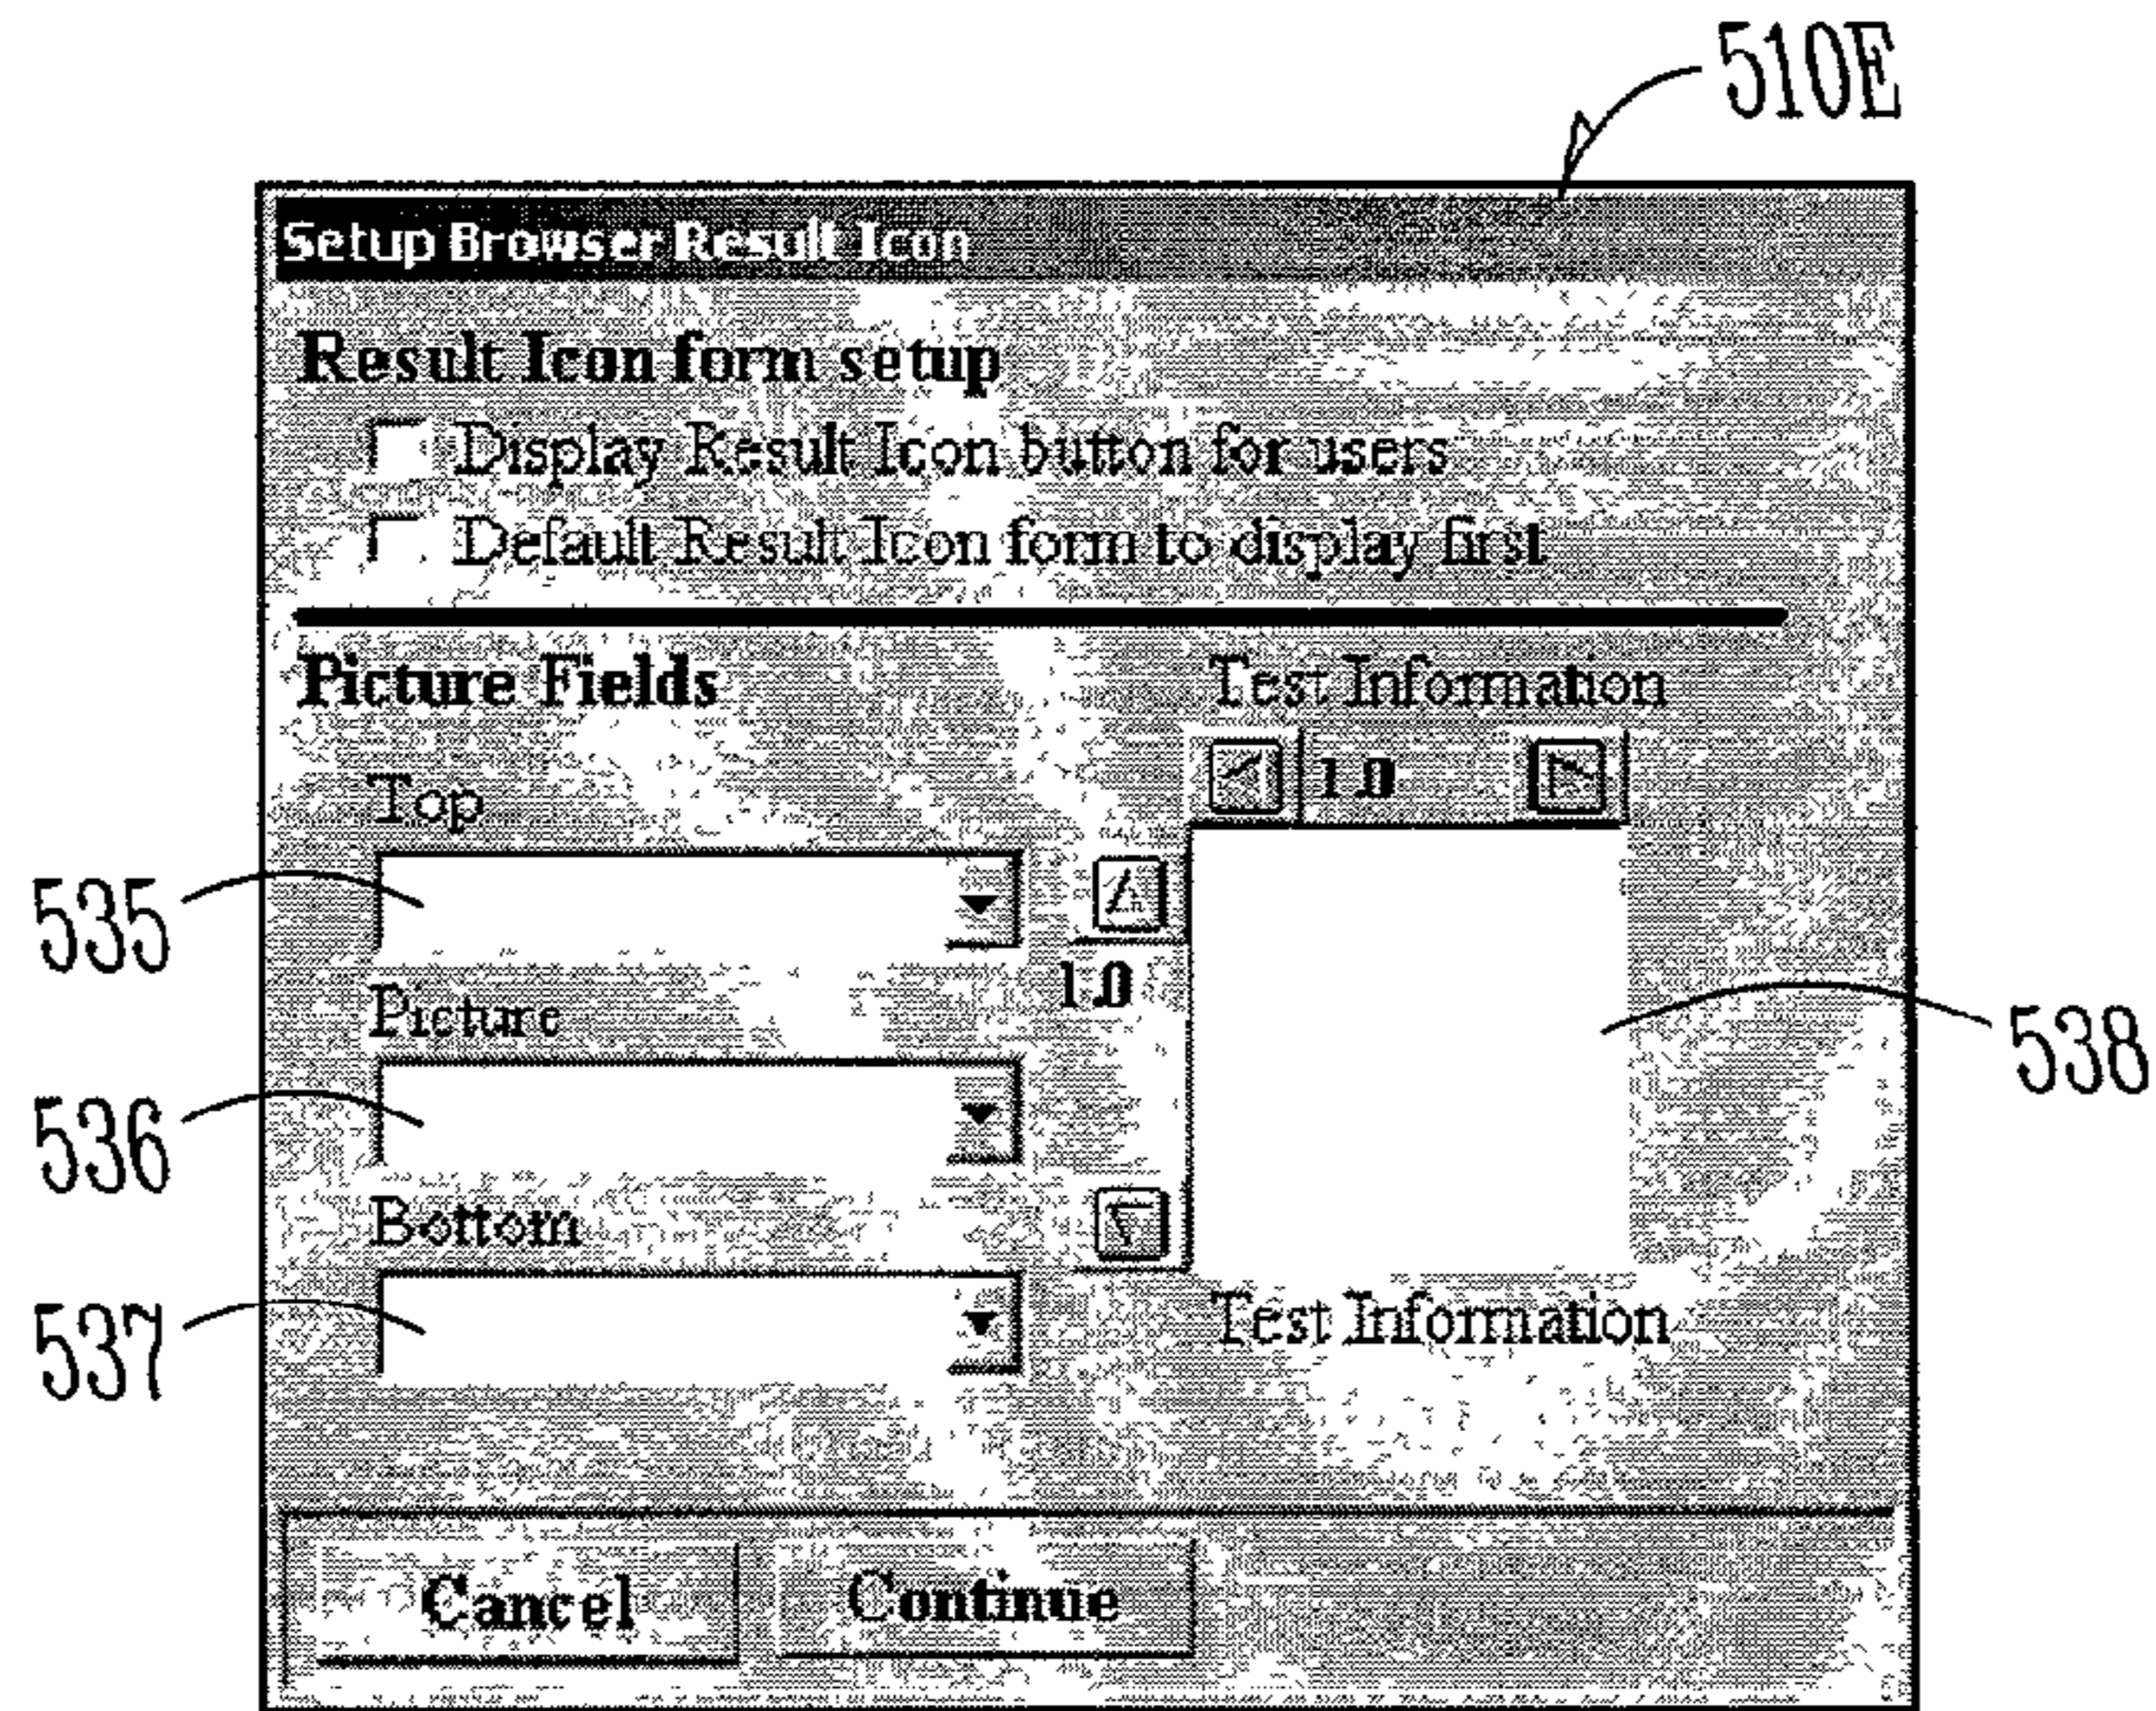 510E
Setup Browser Result Icon
Result Icon form setup
Display Result Icon button for users
Default Result Icon form to display first
Picture Fields
Test Information
1.0
Top
535
1.0
Picture
538
536
Bottom
537
Test Information
Cancel
Continue